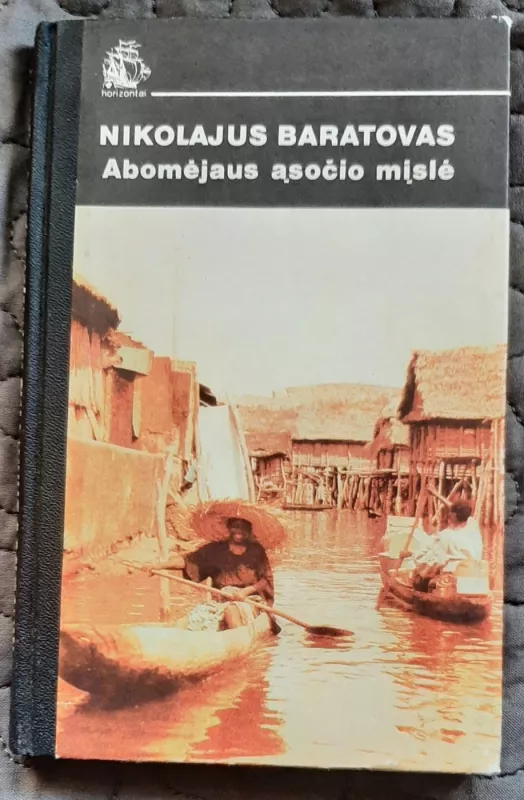 horizontai
NIKOLAJUS BARATOVAS
Abomėjaus ąsočio mįslė